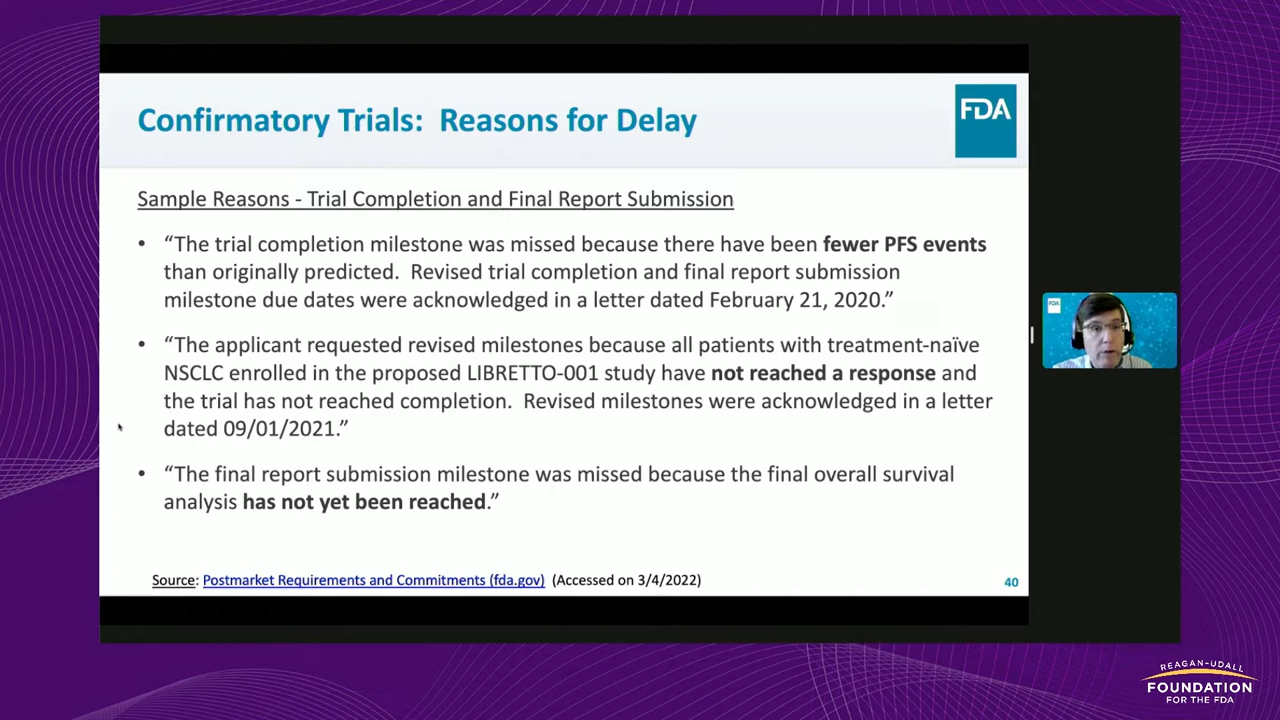 Confirmatory Trials: Reasons for Delay
FDA
Sample Reasons - Trial Completion and Final Report Submission
• “The trial completion milestone was missed because there have been fewer PFS events
than originally predicted. Revised trial completion and final report submission
milestone due dates were acknowledged in a letter dated February 21, 2020.”
• “The applicant requested revised milestones because all patients with treatment-naïve
NSCLC enrolled in the proposed LIBRETTO-001 study have not reached a response and
the trial has not reached completion. Revised milestones were acknowledged in a letter
dated 09/01/2021.”
• “The final report submission milestone was missed because the final overall survival
analysis has not yet been reached.”
Source: Postmarket Requirements and Commitments (fda.gov) (Accessed on 3/4/2022)
40
FDA
REAGAN-UDALL
FOUNDATION
FOR THE FDA